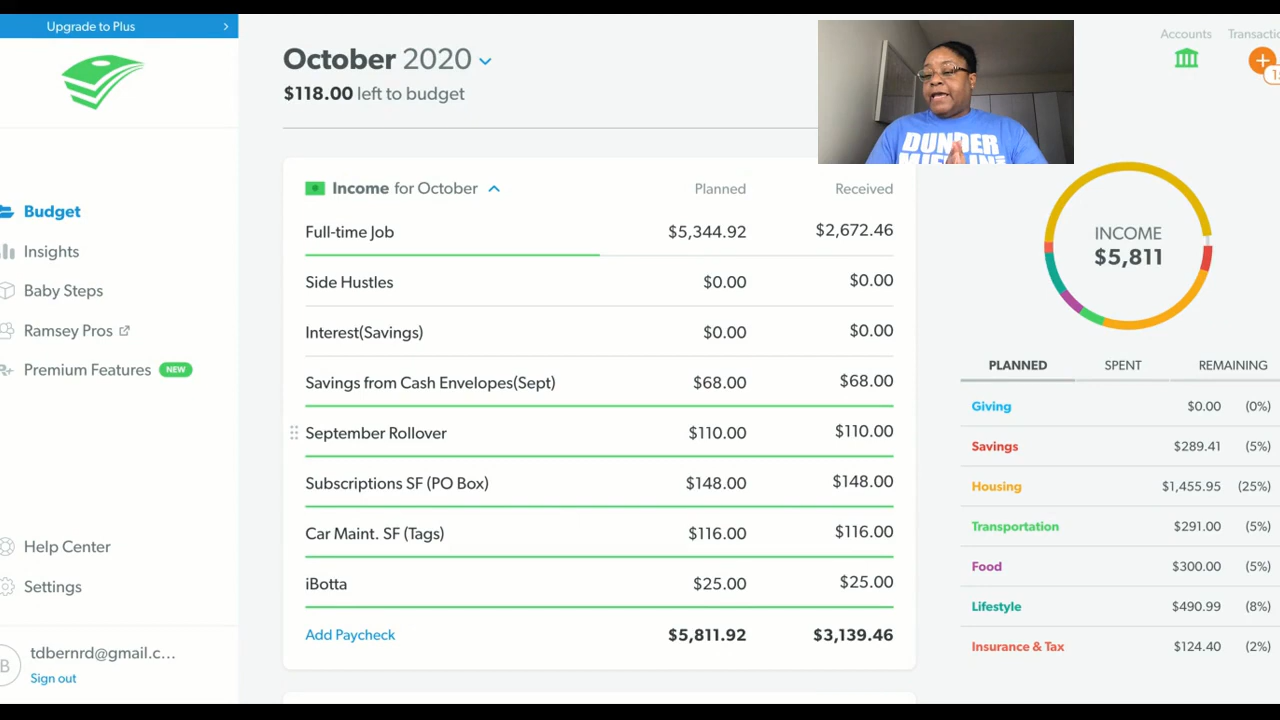 Upgrade to Plus
October 2020
$118.00 left to budget
Accounts
Budget
Insights
Baby Steps
Ramsey Pros
Premium Features NEW
Help Center
Settings
B
tdbernrd@gmail.c...
Sign out
DUNDER
MIFFLIN
Income for October Planned Received
Full-time Job $5,344.92 $2,672.46
Side Hustles $0.00 $0.00
Interest(Savings) $0.00 $0.00
Savings from Cash Envelopes(Sept) $68.00 $68.00
September Rollover $110.00 $110.00
Subscriptions SF (PO Box) $148.00 $148.00
Car Maint. SF (Tags) $116.00 $116.00
iBotta $25.00 $25.00
Add Paycheck $5,811.92 $3,139.46
INCOME
$5,811
PLANNED SPENT REMAINING
Giving $0.00 (0%)
Savings $289.41 (5%)
Housing $1,455.95 (25%)
Transportation $291.00 (5%)
Food $300.00 (5%)
Lifestyle $490.99 (8%)
Insurance & Tax $124.40 (2%)